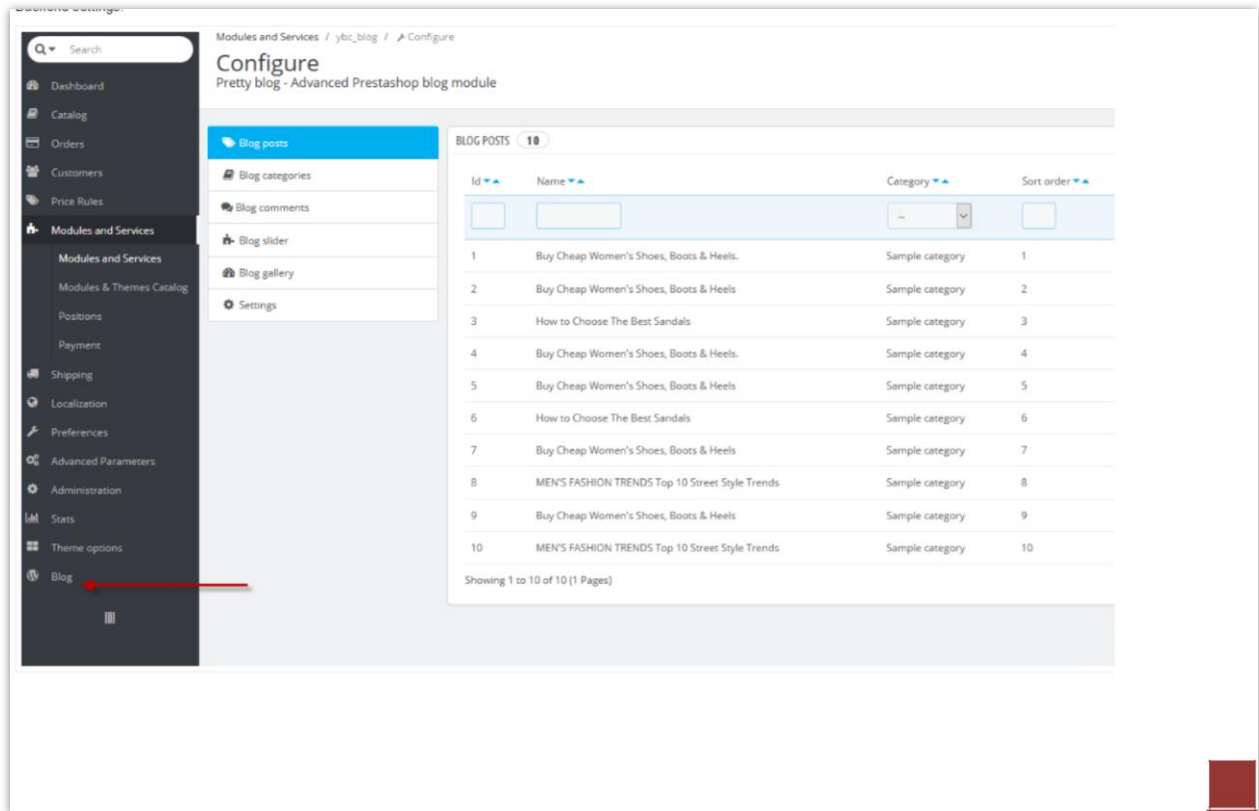 Backend settings:
Search
Dashboard
Catalog
Orders
Customers
Price Rules
Modules and Services
Modules and Services
Modules & Themes Catalog
Positions
Payment
Shipping
Localization
Preferences
Advanced Parameters
Administration
Stats
Theme options
Blog
Modules and Services / ybc_blog / Configure
Configure
Pretty blog - Advanced Prestashop blog module
Blog posts
Blog categories
Blog comments
Blog slider
Blog gallery
Settings
BLOG POSTS 10
Id Name Category Sort order
--
1 Buy Cheap Women's Shoes, Boots & Heels. Sample category 1
2 Buy Cheap Women's Shoes, Boots & Heels Sample category 2
3 How to Choose The Best Sandals Sample category 3
4 Buy Cheap Women's Shoes, Boots & Heels. Sample category 4
5 Buy Cheap Women's Shoes, Boots & Heels Sample category 5
6 How to Choose The Best Sandals Sample category 6
7 Buy Cheap Women's Shoes, Boots & Heels Sample category 7
8 MEN'S FASHION TRENDS Top 10 Street Style Trends Sample category 8
9 Buy Cheap Women's Shoes, Boots & Heels Sample category 9
10 MEN'S FASHION TRENDS Top 10 Street Style Trends Sample category 10
Showing 1 to 10 of 10 (1 Pages)